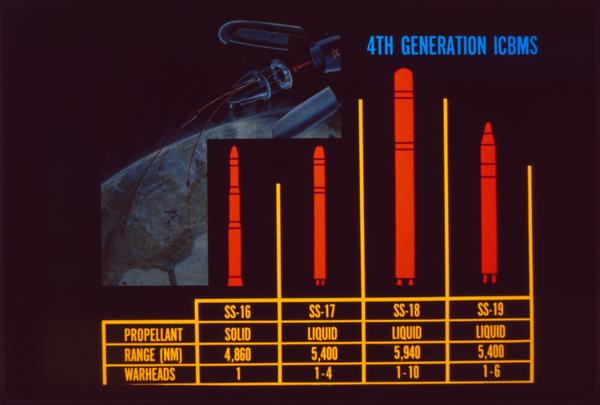 4TH GENERATION ICBMS
SS-16 SS-17 SS-18 SS-19
PROPELLANT SOLID LIQUID LIQUID LIQUID
RANGE (NM) 4,860 5,400 5,940 5,400
WARHEADS 1 1-4 1-10 1-6